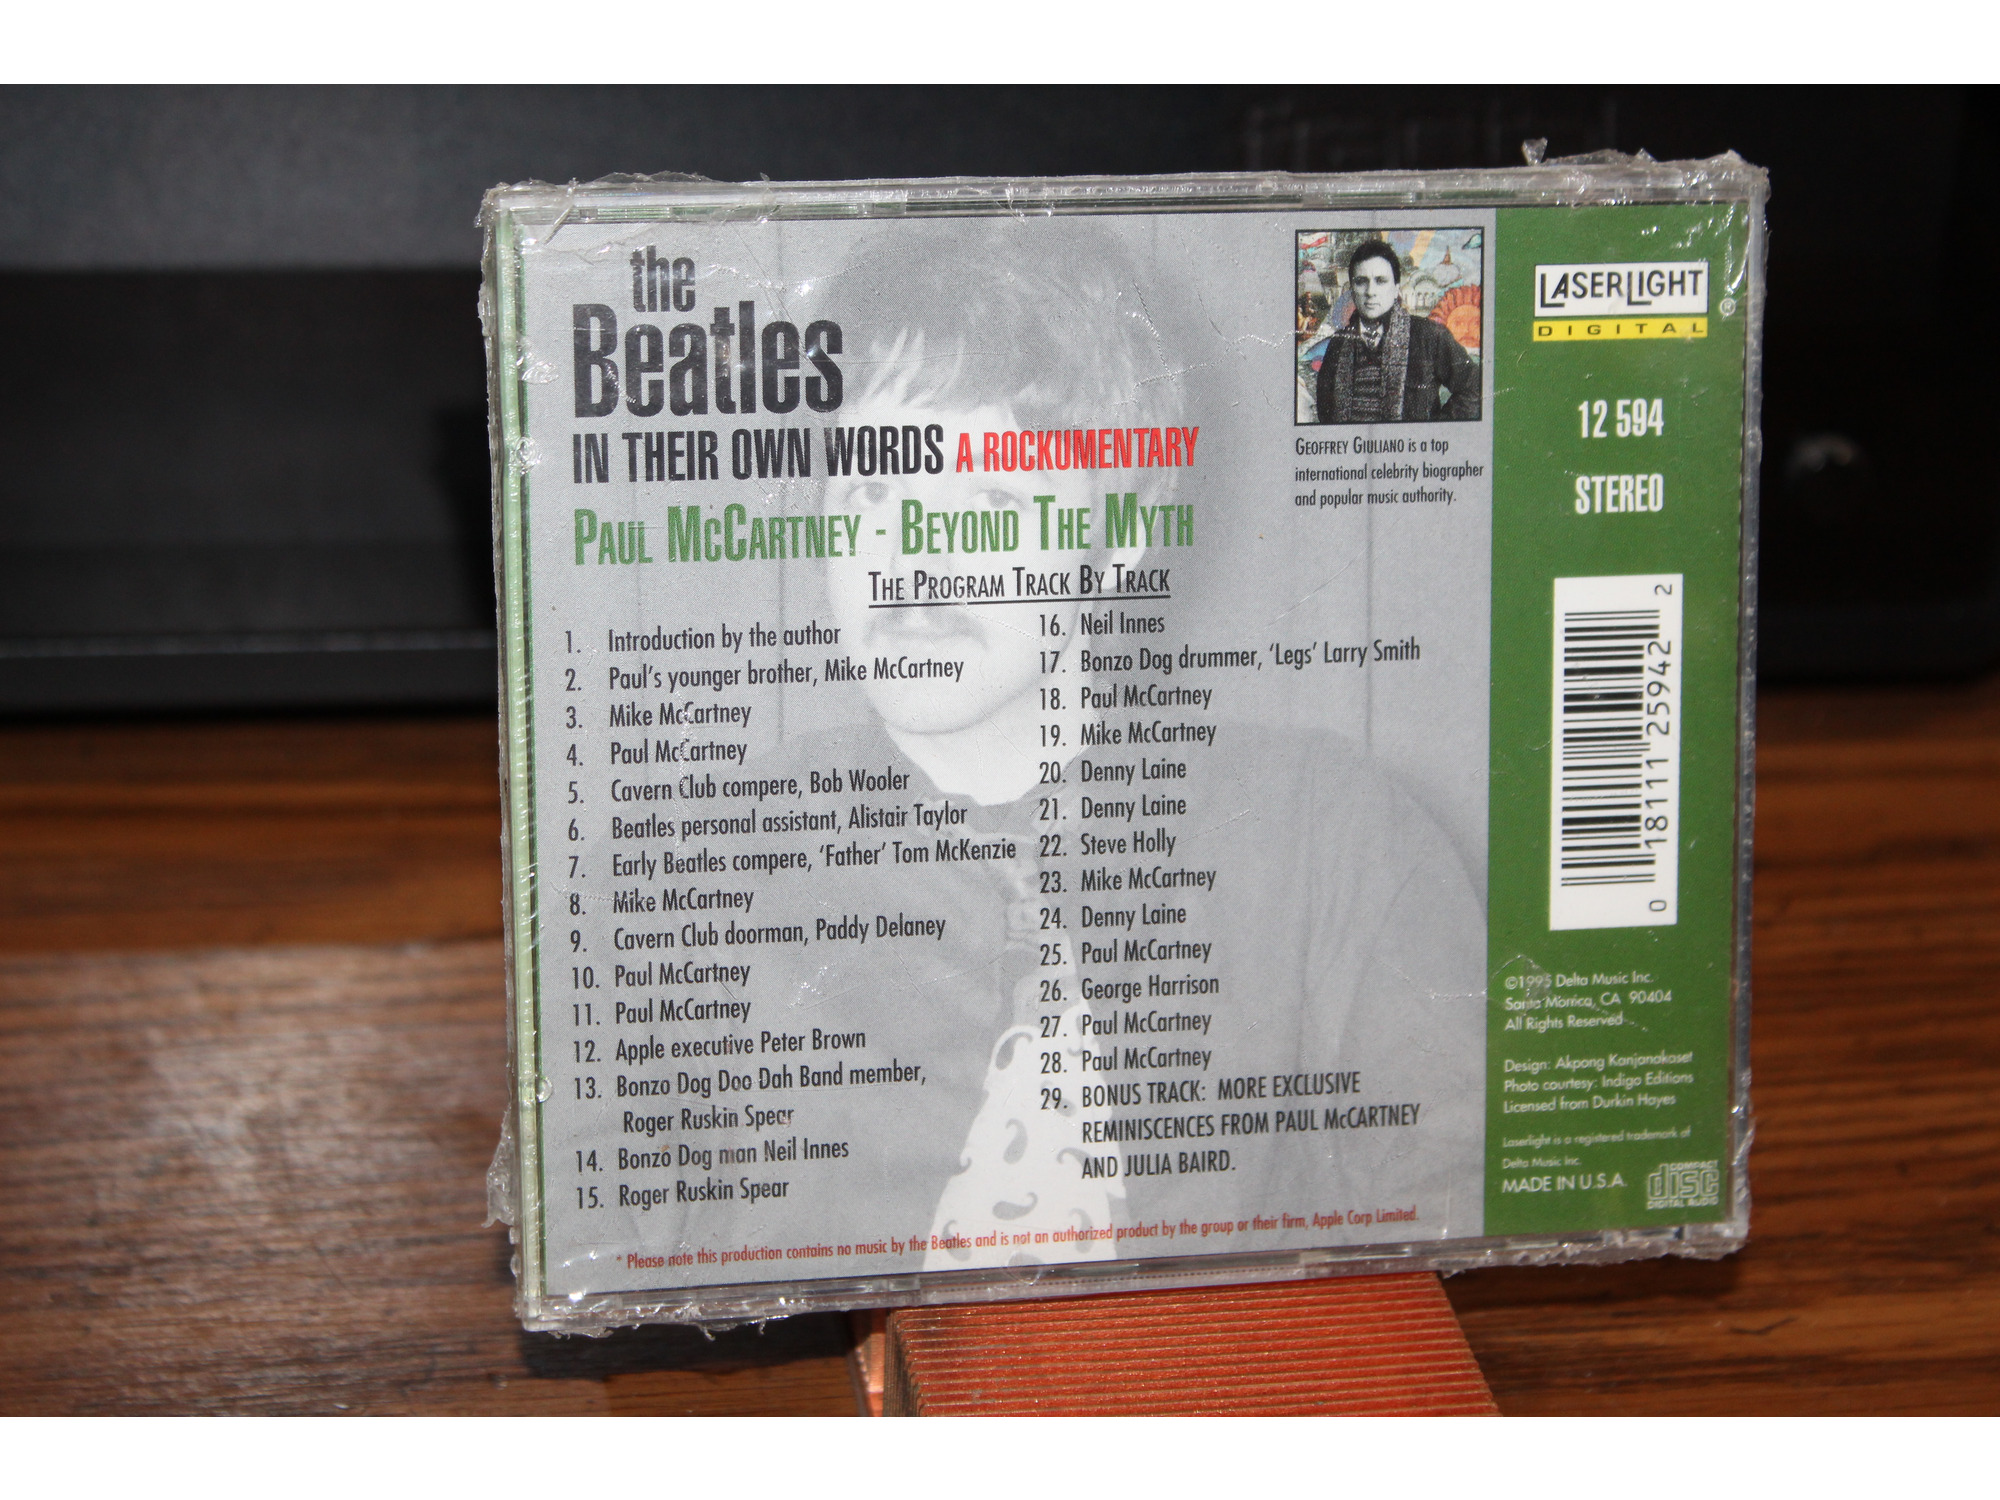 the
Beatles
IN THEIR OWN WORDS A ROCKUMENTARY
PAUL McCARTNEY - BEYOND THE MYTH
THE PROGRAM TRACK BY TRACK
1. Introduction by the author
2. Paul's younger brother, Mike McCartney
3. Mike McCartney
4. Paul McCartney
5. Cavern Club compere, Bob Wooler
6. Beatles personal assistant, Alistair Taylor
7. Early Beatles compere, 'Father' Tom McKenzie
8. Mike McCartney
9. Cavern Club doorman, Paddy Delaney
10. Paul McCartney
11. Paul McCartney
12. Apple executive Peter Brown
13. Bonzo Dog Doo Dah Band member,
Roger Ruskin Spear
14. Bonzo Dog man Neil Innes
15. Roger Ruskin Spear
16. Neil Innes
17. Bonzo Dog drummer, 'Legs' Larry Smith
18. Paul McCartney
19. Mike McCartney
20. Denny Laine
21. Denny Laine
22. Steve Holly
23. Mike McCartney
24. Denny Laine
25. Paul McCartney
26. George Harrison
27. Paul McCartney
28. Paul McCartney
29. BONUS TRACK: MORE EXCLUSIVE
REMINISCENCES FROM PAUL McCARTNEY
AND JULIA BAIRD.
* Please note this production contains no music by the Beatles and is not an authorized product by the group or their firm, Apple Corp Limited.
GEOFFREY GIULIANO is a top
international celebrity biographer
and popular music authority.
LASERLIGHT ®
DIGITAL
12 594
STEREO
0 18111 25942 2
©1995 Delta Music Inc.
Santa Monica, CA 90404
All Rights Reserved
Design: Akpong Kanjanakaset
Photo courtesy: Indigo Editions
Licensed from Durkin Hayes
Laserlight is a registered trademark of
Delta Music Inc.
MADE IN U.S.A.
COMPACT
disc
DIGITAL AUDIO